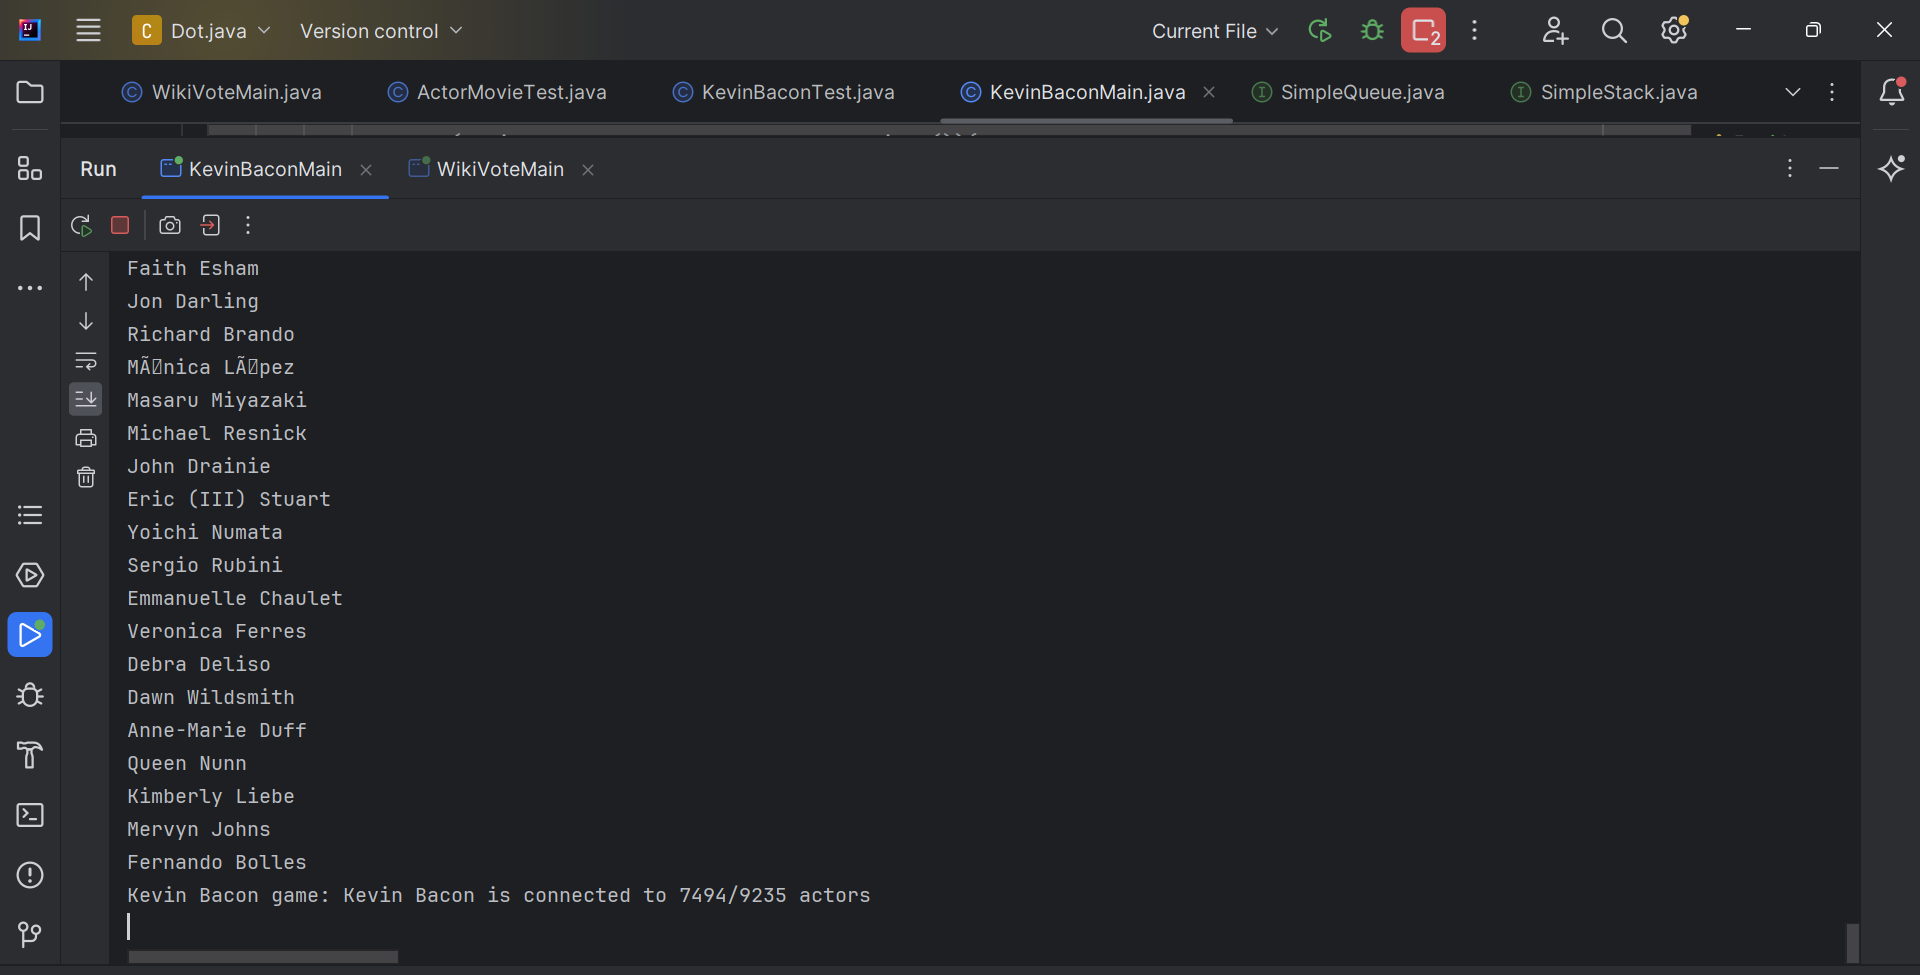 C Dot.java Version control Current File 2
WikiVoteMain.java ActorMovieTest.java KevinBaconTest.java KevinBaconMain.java SimpleQueue.java SimpleStack.java
Run KevinBaconMain WikiVoteMain
Faith Esham
Jon Darling
Richard Brando
MÃ▯nica LÃ▯pez
Masaru Miyazaki
Michael Resnick
John Drainie
Eric (III) Stuart
Yoichi Numata
Sergio Rubini
Emmanuelle Chaulet
Veronica Ferres
Debra Deliso
Dawn Wildsmith
Anne-Marie Duff
Queen Nunn
Kimberly Liebe
Mervyn Johns
Fernando Bolles
Kevin Bacon game: Kevin Bacon is connected to 7494/9235 actors